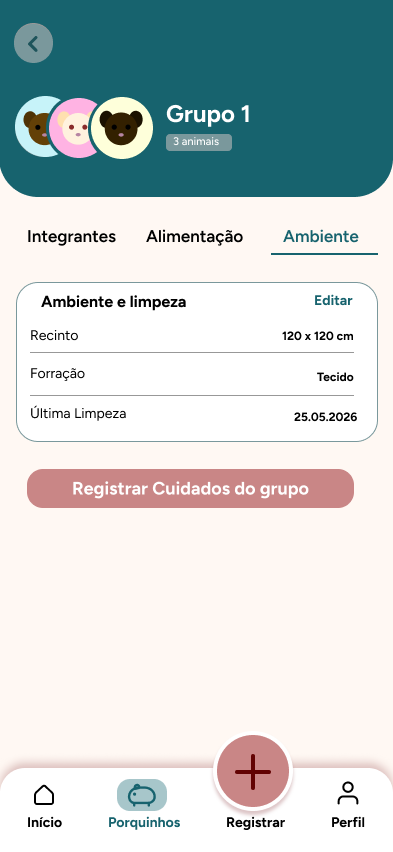 Grupo 1
3 animais
Integrantes Alimentação Ambiente
Ambiente e limpeza Editar
Recinto 120 x 120 cm
Forração Tecido
Última Limpeza 25.05.2026
Registrar Cuidados do grupo
Início Porquinhos Registrar Perfil